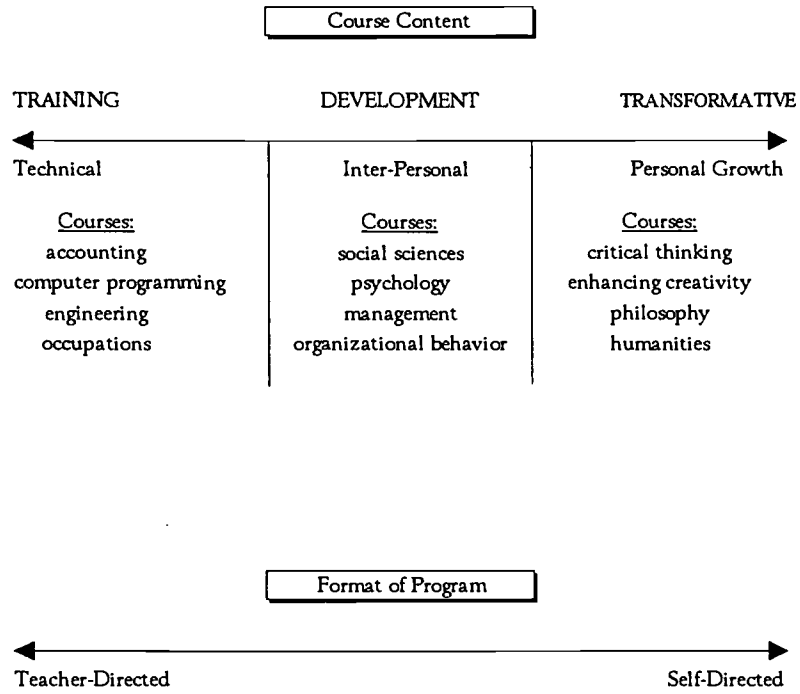 Course Content
TRAINING DEVELOPMENT TRANSFORMATIVE
Technical Inter-Personal Personal Growth
Courses: Courses: Courses:
accounting social sciences critical thinking
computer programming psychology enhancing creativity
engineering management philosophy
occupations organizational behavior humanities
Format of Program
Teacher-Directed Self-Directed